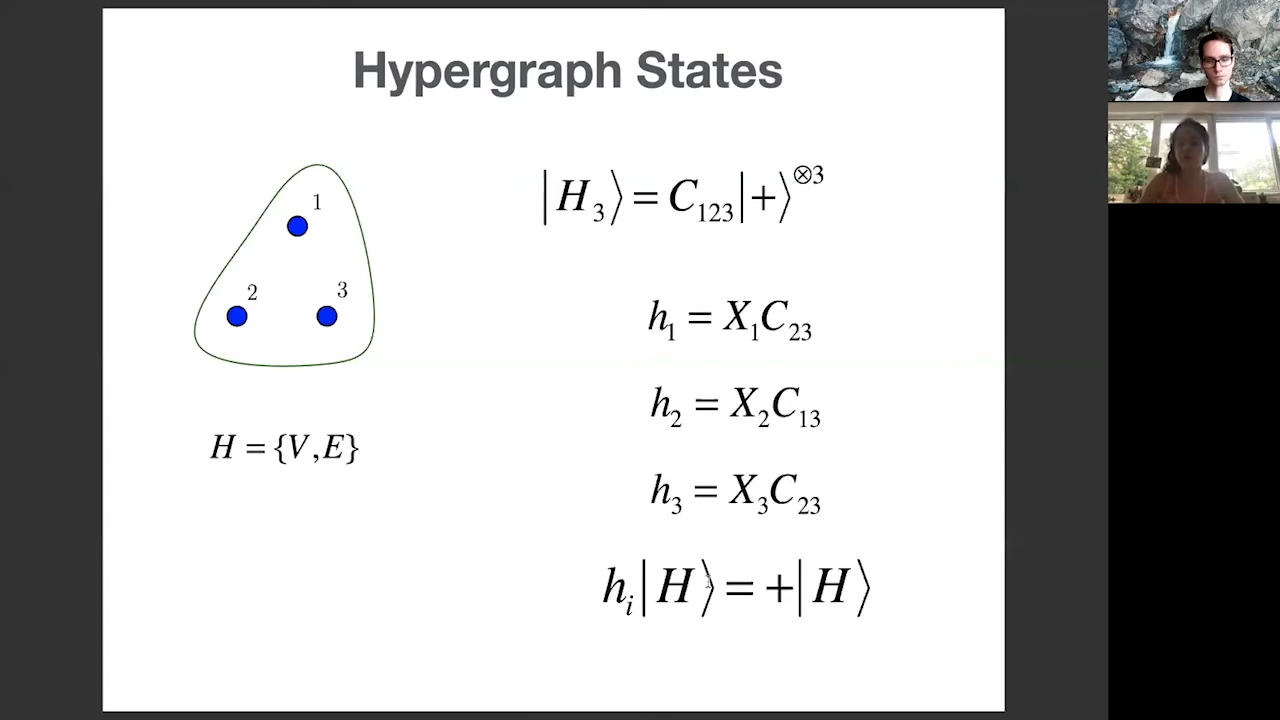 Hypergraph States
1
2
3
H = {V,E}
|H₃⟩ = C₁₂₃|+⟩^⊗3
h₁ = X₁C₂₃
h₂ = X₂C₁₃
h₃ = X₃C₂₃
hᵢ|H⟩ = +|H⟩